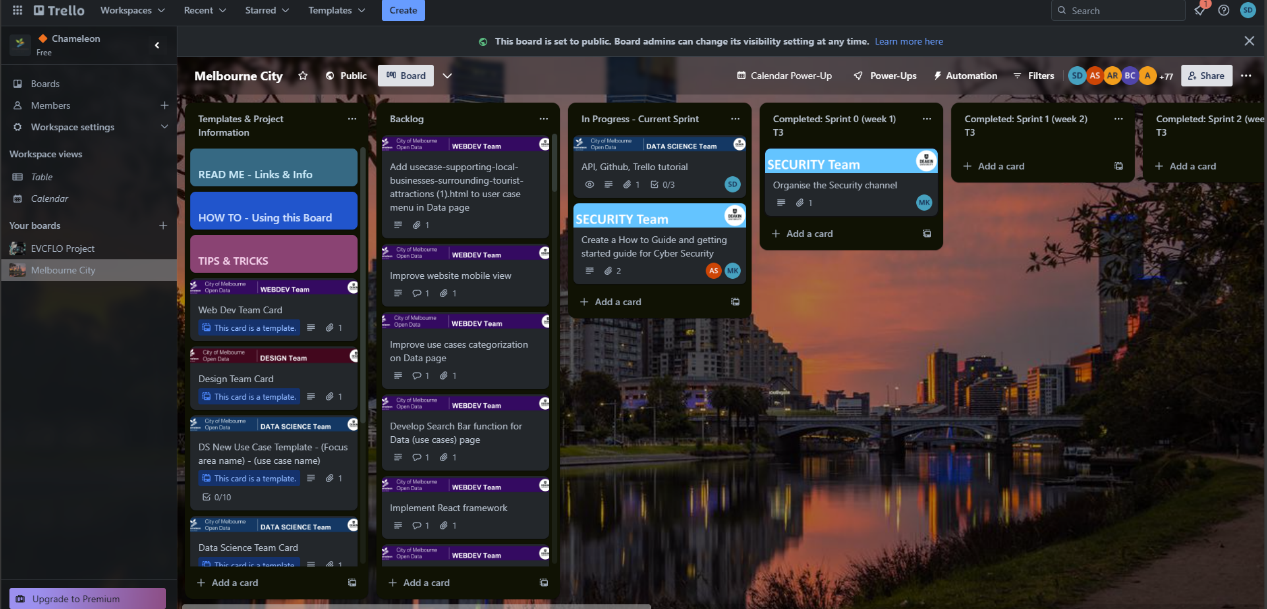 Trello
Workspaces
Recent
Starred
Templates
Create
Search
1
SD
Chameleon
Free
This board is set to public. Board admins can change its visibility setting at any time. Learn more here
Boards
Members
Workspace settings
Workspace views
Table
Calendar
Your boards
EVCFLO Project
Melbourne City
Upgrade to Premium
Melbourne City
Public
Board
Calendar Power-Up
Power-Ups
Automation
Filters
SD AS AR BC A +77
Share
Templates & Project
Information
READ ME - Links & Info
HOW TO - Using this Board
TIPS & TRICKS
City of Melbourne
Open Data
WEBDEV Team
Web Dev Team Card
This card is a template.
1
City of Melbourne
Open Data
DESIGN Team
Design Team Card
This card is a template.
1
City of Melbourne
Open Data
DATA SCIENCE Team
DS New Use Case Template - (Focus
area name) - (use case name)
This card is a template.
1
0/10
City of Melbourne
Open Data
DATA SCIENCE Team
Data Science Team Card
This card is a template.
1
Add a card
Backlog
City of Melbourne
Open Data
WEBDEV Team
Add usecase-supporting-local-
businesses-surrounding-tourist-
attractions (1).html to user case
menu in Data page
1
City of Melbourne
Open Data
WEBDEV Team
Improve website mobile view
1 1
City of Melbourne
Open Data
WEBDEV Team
Improve use cases categorization
on Data page
1 1
City of Melbourne
Open Data
WEBDEV Team
Develop Search Bar function for
Data (use cases) page
1 1
City of Melbourne
Open Data
WEBDEV Team
Implement React framework
1 1
City of Melbourne
Open Data
WEBDEV Team
Add a card
In Progress - Current Sprint
City of Melbourne
Open Data
DATA SCIENCE Team
API, Github, Trello tutorial
1 0/3
SD
SECURITY Team
Create a How to Guide and getting
started guide for Cyber Security
2
AS MK
Add a card
Completed: Sprint 0 (week 1)
T3
SECURITY Team
Organise the Security channel
1
MK
Add a card
Completed: Sprint 1 (week 2)
T3
Add a card
Completed: Sprint 2 (wee
T3
Add a card